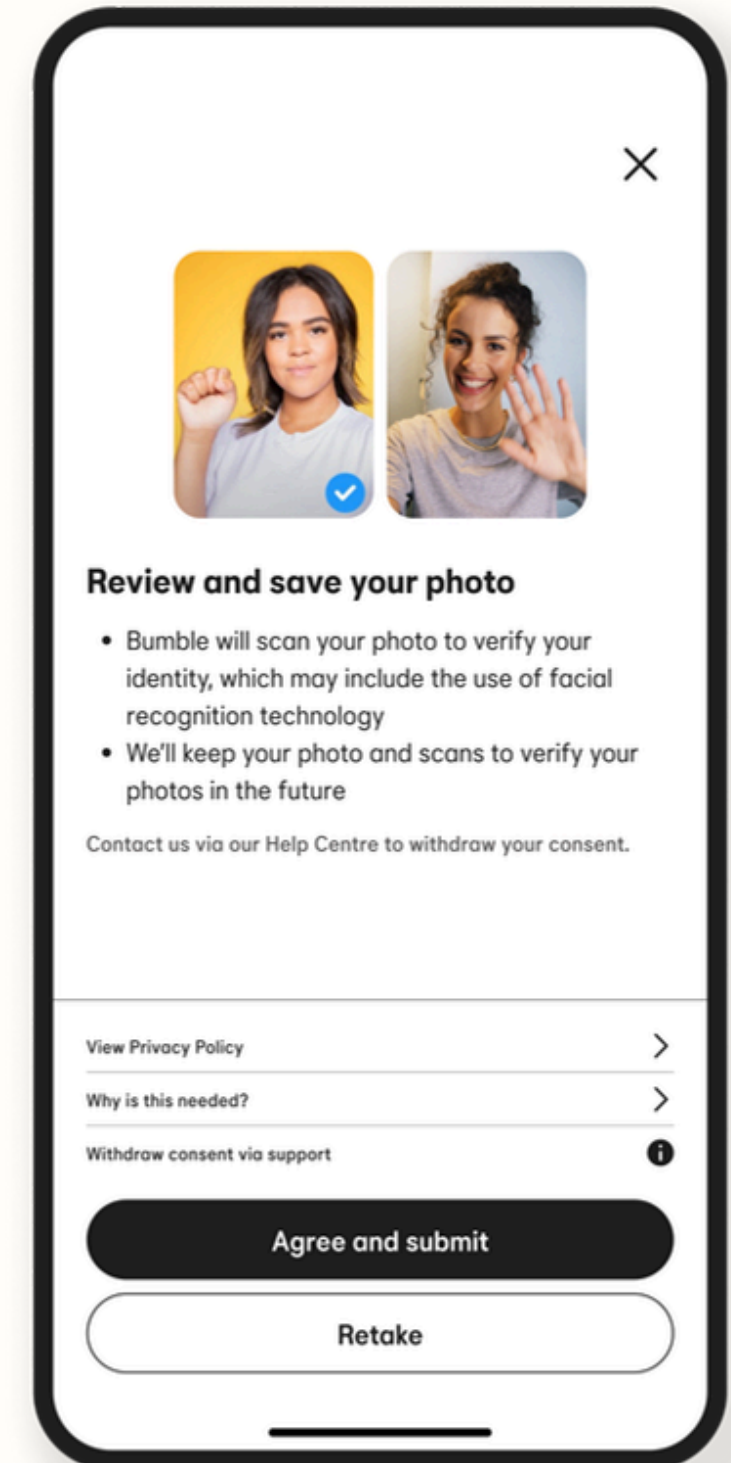 Review and save your photo
• Bumble will scan your photo to verify your
identity, which may include the use of facial
recognition technology
• We'll keep your photo and scans to verify your
photos in the future
Contact us via our Help Centre to withdraw your consent.
View Privacy Policy
Why is this needed?
Withdraw consent via support
Agree and submit
Retake